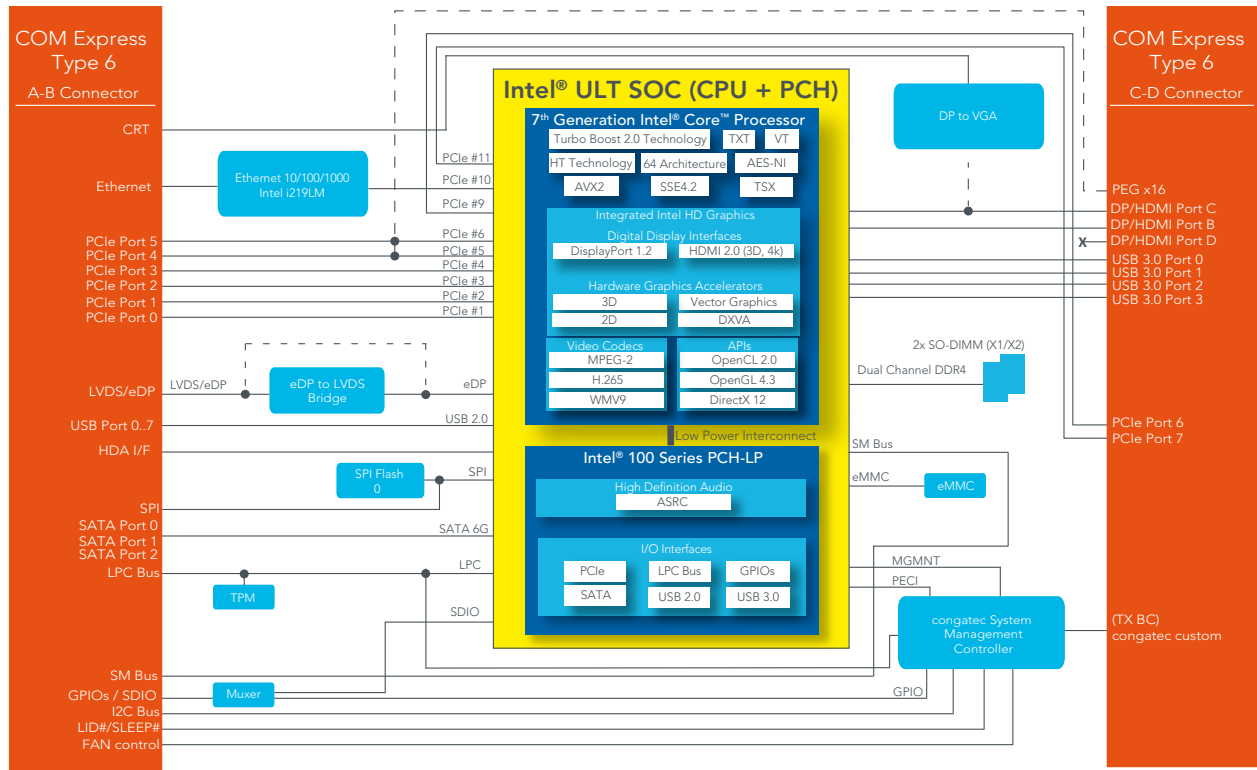 COM Express
Type 6
A-B Connector
CRT
Ethernet
PCIe Port 5
PCIe Port 4
PCIe Port 3
PCIe Port 2
PCIe Port 1
PCIe Port 0
LVDS/eDP
USB Port 0..7
HDA I/F
SPI
SATA Port 0
SATA Port 1
SATA Port 2
LPC Bus
SM Bus
GPIOs / SDIO
I2C Bus
LID#/SLEEP#
FAN control
Ethernet 10/100/1000
Intel i219LM
LVDS/eDP
eDP to LVDS
Bridge
SPI Flash
0
TPM
Muxer
PCIe #11
PCIe #10
PCIe #9
PCIe #6
PCIe #5
PCIe #4
PCIe #3
PCIe #2
PCIe #1
eDP
USB 2.0
SPI
SATA 6G
LPC
SDIO
Intel® ULT SOC (CPU + PCH)
7th Generation Intel® Core™ Processor
Turbo Boost 2.0 Technology
TXT
VT
HT Technology
64 Architecture
AES-NI
AVX2
SSE4.2
TSX
Integrated Intel HD Graphics
Digital Display Interfaces
DisplayPort 1.2
HDMI 2.0 (3D, 4k)
Hardware Graphics Accelerators
3D
Vector Graphics
2D
DXVA
Video Codecs
MPEG-2
H.265
WMV9
APIs
OpenCL 2.0
OpenGL 4.3
DirectX 12
Low Power Interconnect
Intel® 100 Series PCH-LP
High Definition Audio
ASRC
I/O Interfaces
PCIe
LPC Bus
GPIOs
SATA
USB 2.0
USB 3.0
DP to VGA
2x SO-DIMM (X1/X2)
Dual Channel DDR4
SM Bus
eMMC
eMMC
MGMNT
PECI
congatec System
Management
Controller
GPIO
COM Express
Type 6
C-D Connector
PEG x16
DP/HDMI Port C
DP/HDMI Port B
X
DP/HDMI Port D
USB 3.0 Port 0
USB 3.0 Port 1
USB 3.0 Port 2
USB 3.0 Port 3
PCIe Port 6
PCIe Port 7
(TX BC)
congatec custom